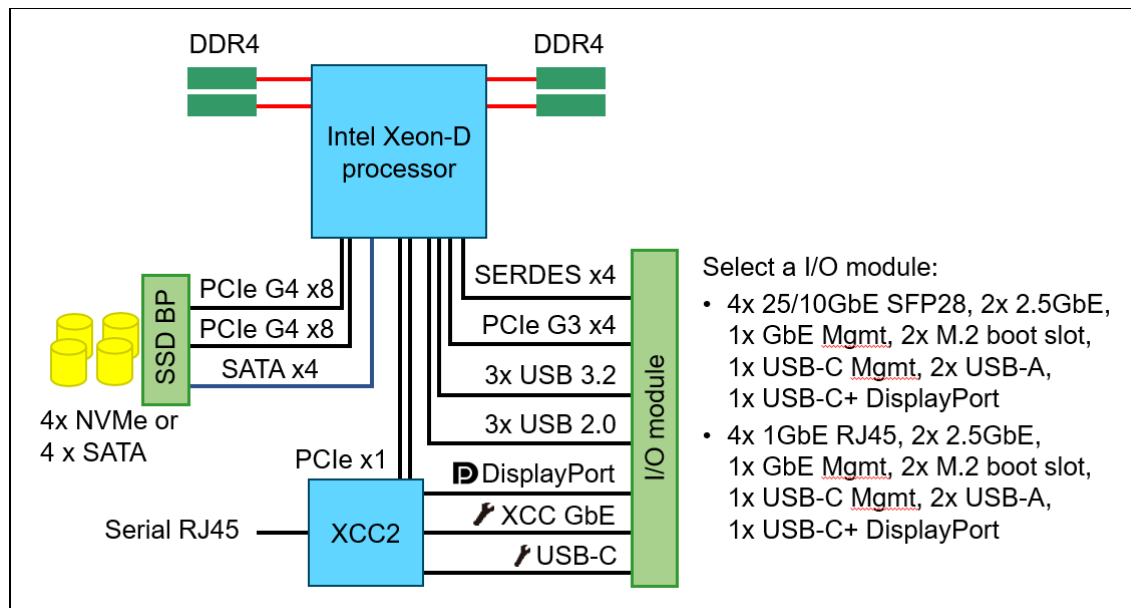 DDR4
DDR4
Intel Xeon-D
processor
PCIe G4 x8
PCIe G4 x8
SATA x4
SSD BP
4x NVMe or
4 x SATA
SERDES x4
PCIe G3 x4
3x USB 3.2
3x USB 2.0
I/O module
PCIe x1
DisplayPort
XCC GbE
USB-C
Serial RJ45
XCC2
Select a I/O module:
• 4x 25/10GbE SFP28, 2x 2.5GbE,
1x GbE Mgmt, 2x M.2 boot slot,
1x USB-C Mgmt, 2x USB-A,
1x USB-C+ DisplayPort
• 4x 1GbE RJ45, 2x 2.5GbE,
1x GbE Mgmt, 2x M.2 boot slot,
1x USB-C Mgmt, 2x USB-A,
1x USB-C+ DisplayPort